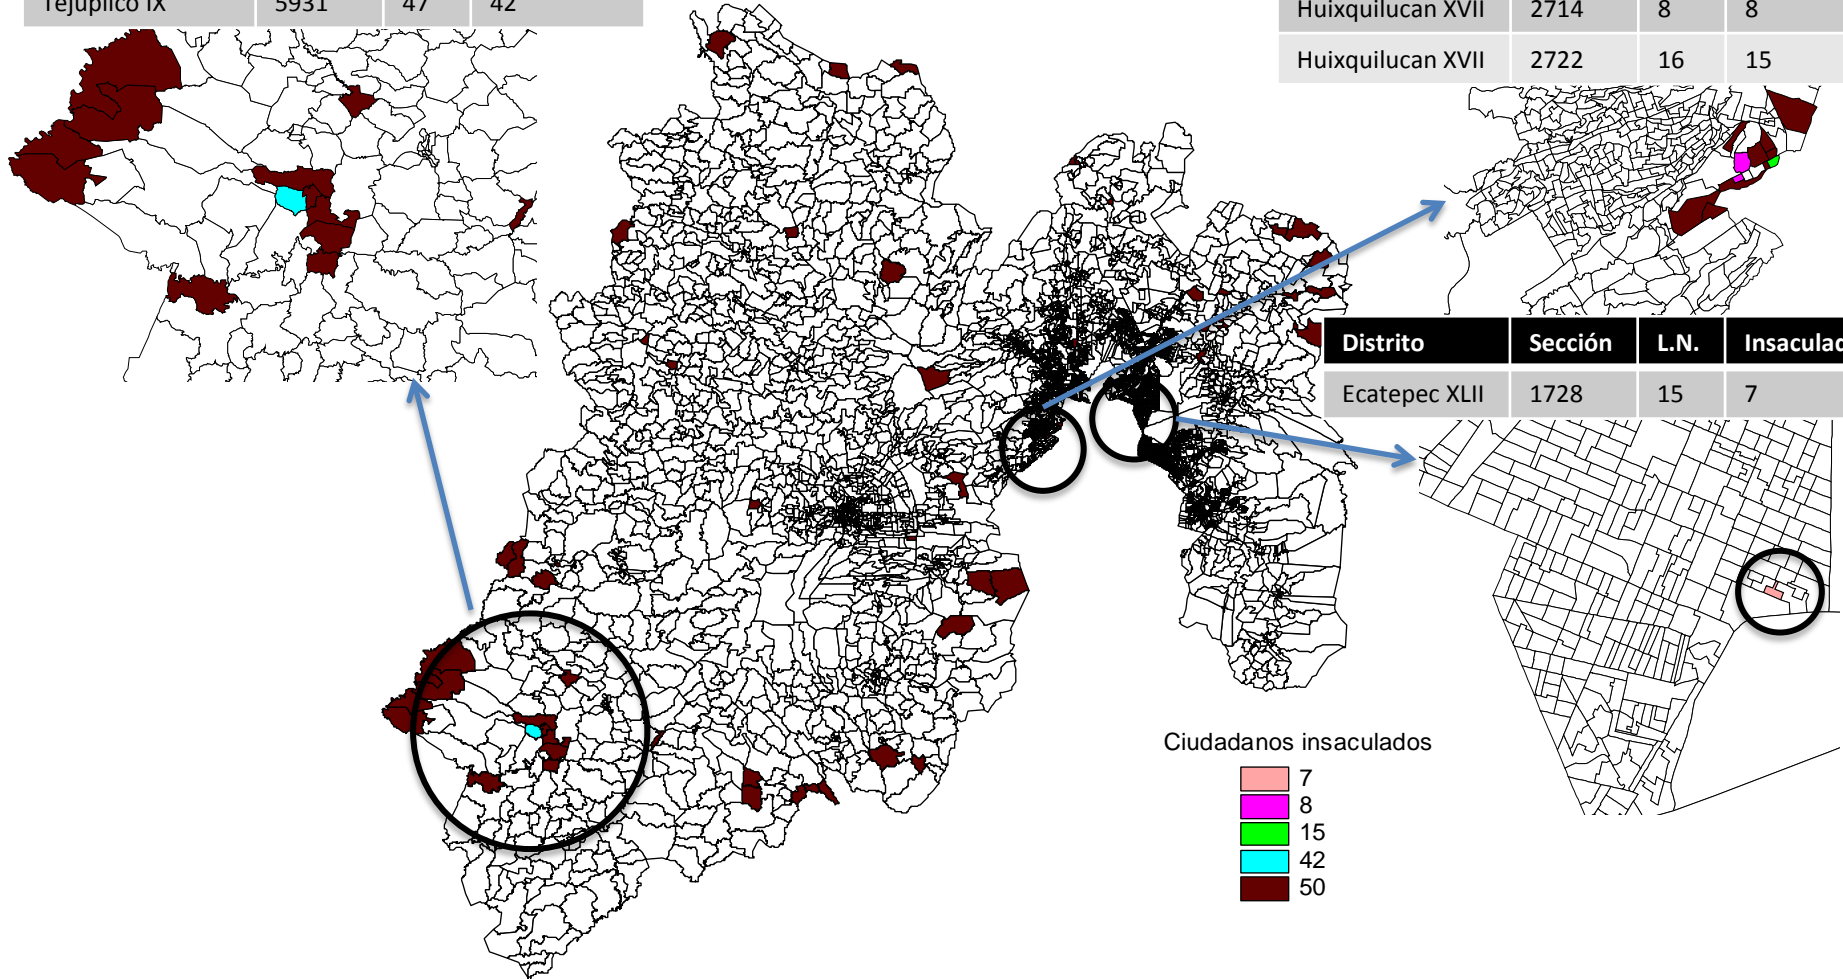 Tejupilco IX 5931 47 42
Huixquilucan XVII 2714 8 8
Huixquilucan XVII 2722 16 15
Distrito Sección L.N. Insaculad
Ecatepec XLII 1728 15 7
Ciudadanos insaculados
7
8
15
42
50